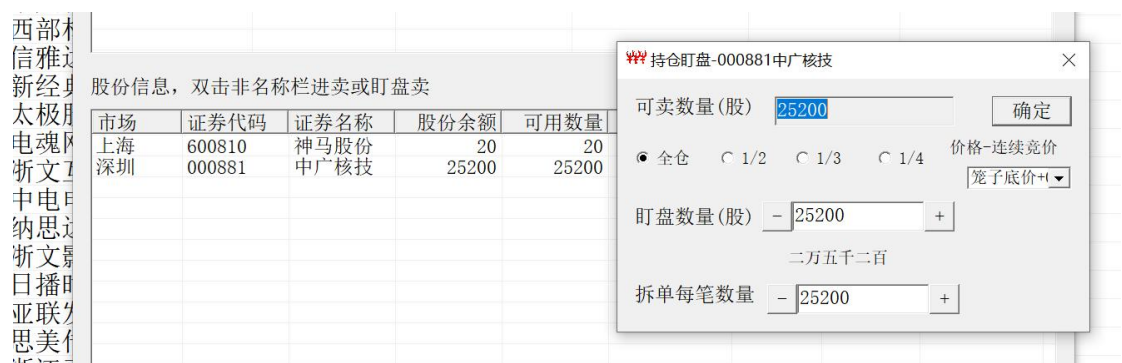 西部
信雅
新经
太极
电魂
浙文
中电
纳思
浙文
日播
亚联
思美
股份信息，双击非名称栏进卖或盯盘卖
市场 证券代码 证券名称 股份余额 可用数量
上海 600810 神马股份 20 20
深圳 000881 中广核技 25200 25200
持仓盯盘-000881中广核技
可卖数量(股) 25200 确定
全仓 1/2 1/3 1/4 价格-连续竞价
笼子底价+(
盯盘数量(股) - 25200 +
二万五千二百
拆单每笔数量 - 25200 +